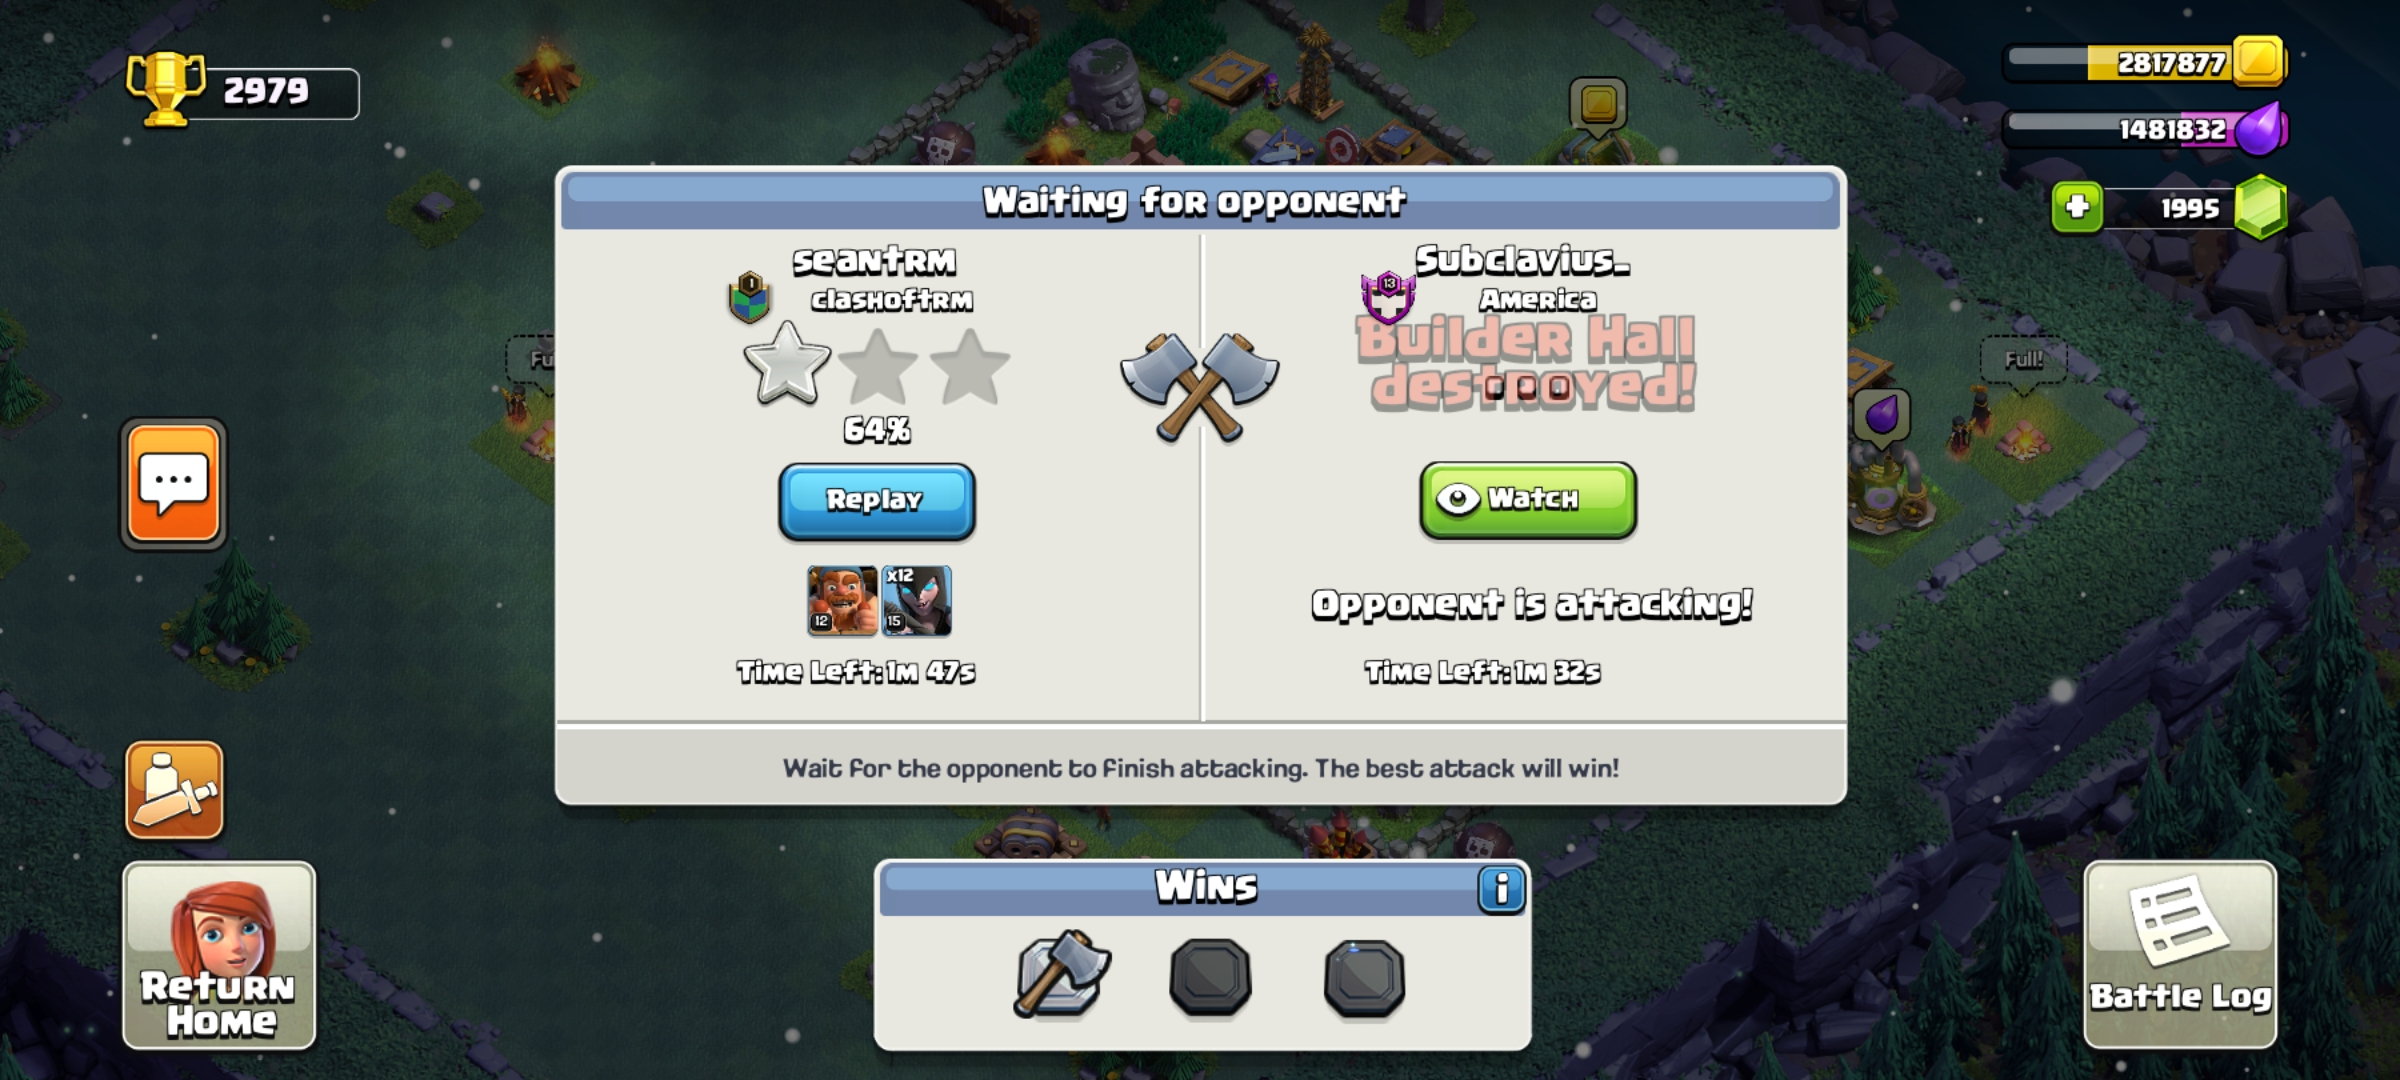 2979
2817877
1481832
1995
Waiting for opponent
seantrm
1
clashoftrm
64%
Replay
12
x12
15
Time Left: 1m 47s
Subclavius_
13
America
Builder Hall
destroyed!
Watch
Opponent is attacking!
Time Left: 1m 32s
Full!
Wait for the opponent to finish attacking. The best attack will win!
Wins
i
Return
Home
Battle Log